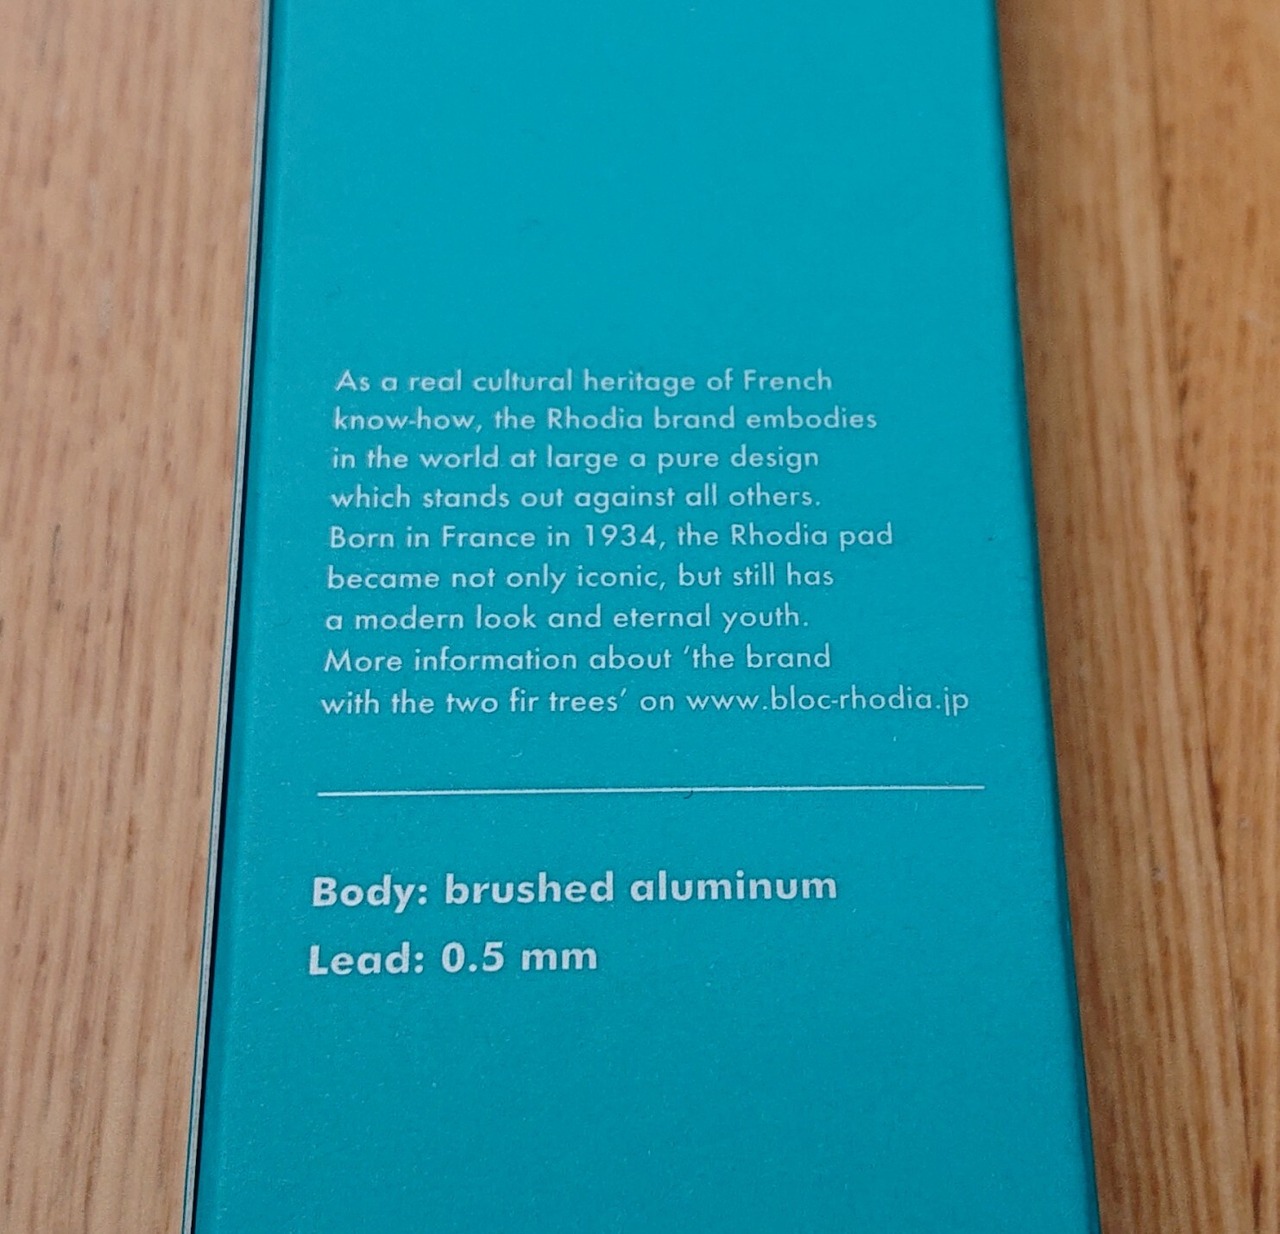 As a real cultural heritage of French
know-how, the Rhodia brand embodies
in the world at large a pure design
which stands out against all others.
Born in France in 1934, the Rhodia pad
became not only iconic, but still has
a modern look and eternal youth.
More information about ‘the brand
with the two fir trees’ on www.bloc-rhodia.jp
Body: brushed aluminum
Lead: 0.5 mm